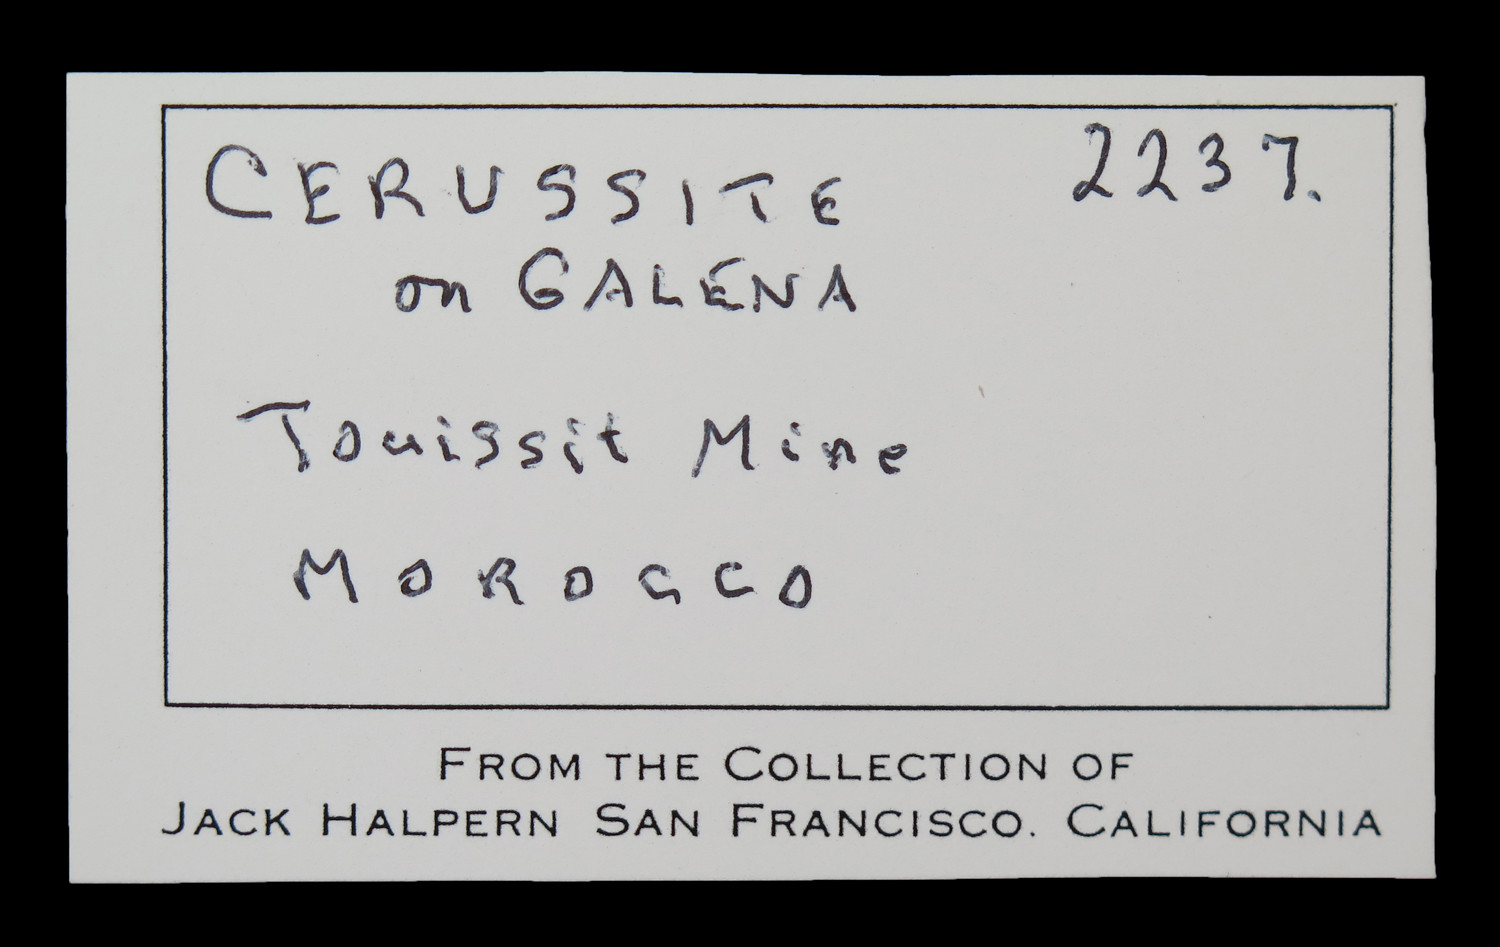 CERUSSITE 2237.
on GALENA
Touissit Mine
MOROCCO
FROM THE COLLECTION OF
JACK HALPERN SAN FRANCISCO. CALIFORNIA